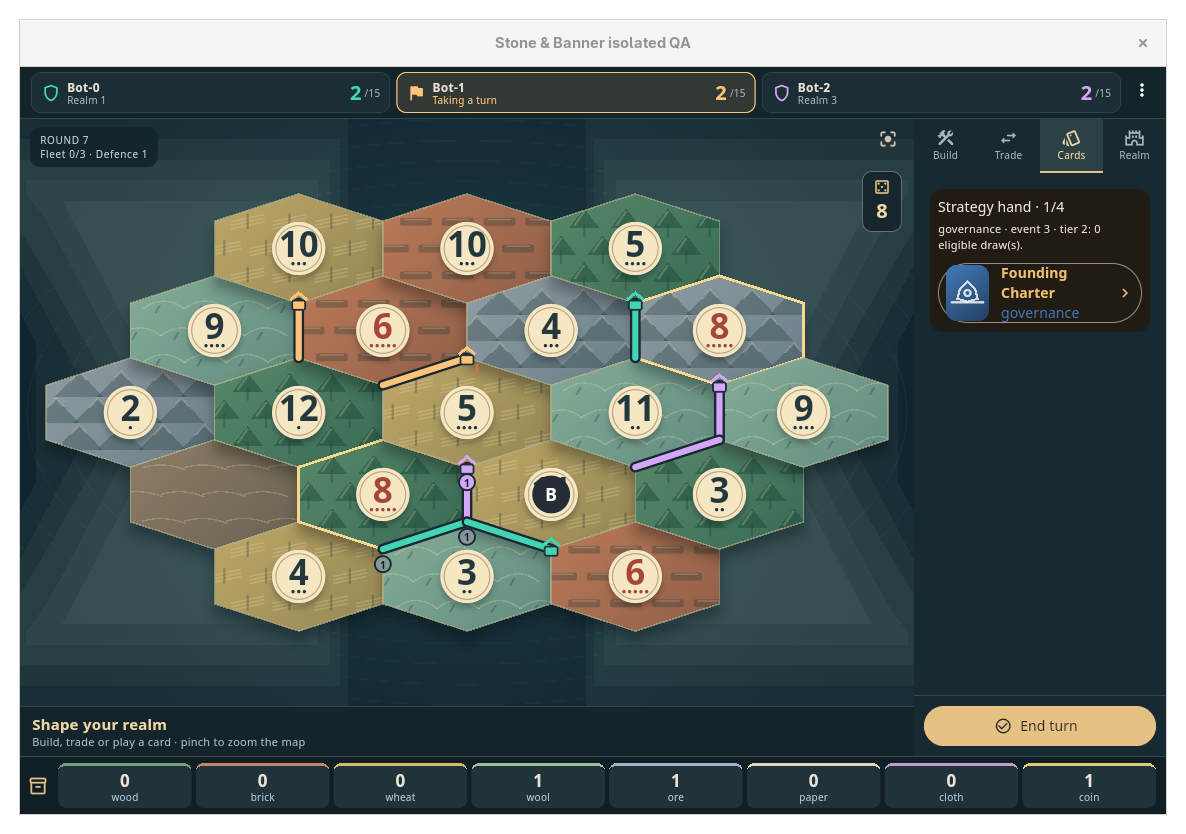 Stone & Banner isolated QA
Bot-0
Realm 1
2 /15
Bot-1
Taking a turn
2 /15
Bot-2
Realm 3
2 /15
ROUND 7
Fleet 0/3 · Defence 1
8
Build
Trade
Cards
Realm
Strategy hand · 1/4
governance · event 3 · tier 2: 0
eligible draw(s).
Founding
Charter
governance
10
10
5
9
6
4
8
2
12
5
11
9
8
1
B
3
1
1
4
3
6
Shape your realm
Build, trade or play a card · pinch to zoom the map
End turn
0
wood
0
brick
0
wheat
1
wool
1
ore
0
paper
0
cloth
1
coin